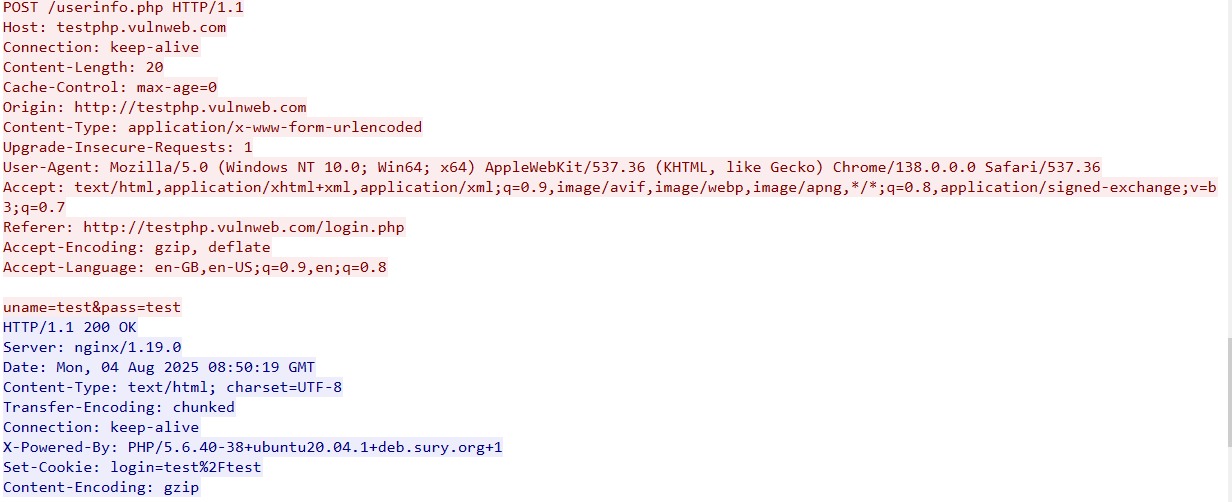 POST /userinfo.php HTTP/1.1
Host: testphp.vulnweb.com
Connection: keep-alive
Content-Length: 20
Cache-Control: max-age=0
Origin: http://testphp.vulnweb.com
Content-Type: application/x-www-form-urlencoded
Upgrade-Insecure-Requests: 1
User-Agent: Mozilla/5.0 (Windows NT 10.0; Win64; x64) AppleWebKit/537.36 (KHTML, like Gecko) Chrome/138.0.0.0 Safari/537.36
Accept: text/html,application/xhtml+xml,application/xml;q=0.9,image/avif,image/webp,image/apng,*/*;q=0.8,application/signed-exchange;v=b
3;q=0.7
Referer: http://testphp.vulnweb.com/login.php
Accept-Encoding: gzip, deflate
Accept-Language: en-GB,en-US;q=0.9,en;q=0.8

uname=test&pass=test
HTTP/1.1 200 OK
Server: nginx/1.19.0
Date: Mon, 04 Aug 2025 08:50:19 GMT
Content-Type: text/html; charset=UTF-8
Transfer-Encoding: chunked
Connection: keep-alive
X-Powered-By: PHP/5.6.40-38+ubuntu20.04.1+deb.sury.org+1
Set-Cookie: login=test%2Ftest
Content-Encoding: gzip